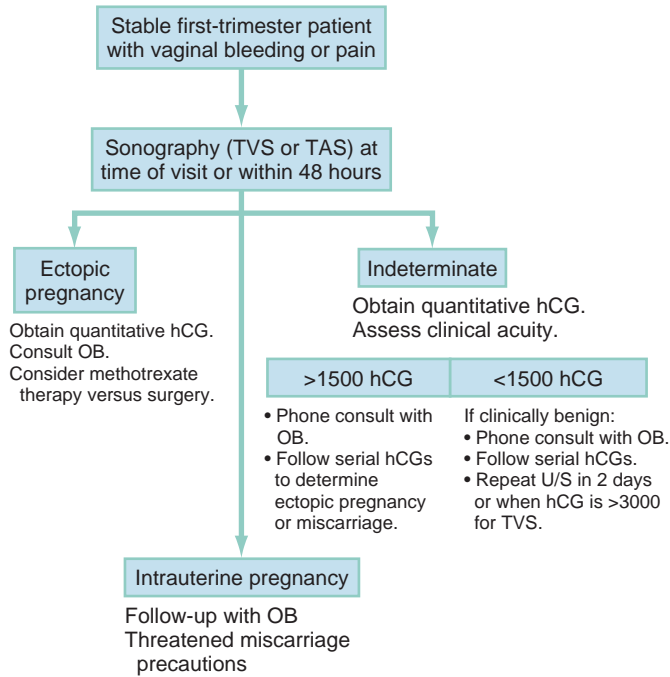 Stable first-trimester patient
with vaginal bleeding or pain
Sonography (TVS or TAS) at
time of visit or within 48 hours
Ectopic
pregnancy
Obtain quantitative hCG.
Consult OB.
Consider methotrexate
therapy versus surgery.
Indeterminate
Obtain quantitative hCG.
Assess clinical acuity.
>1500 hCG
• Phone consult with
OB.
• Follow serial hCGs
to determine
ectopic pregnancy
or miscarriage.
<1500 hCG
If clinically benign:
• Phone consult with OB.
• Follow serial hCGs.
• Repeat U/S in 2 days
or when hCG is >3000
for TVS.
Intrauterine pregnancy
Follow-up with OB
Threatened miscarriage
precautions